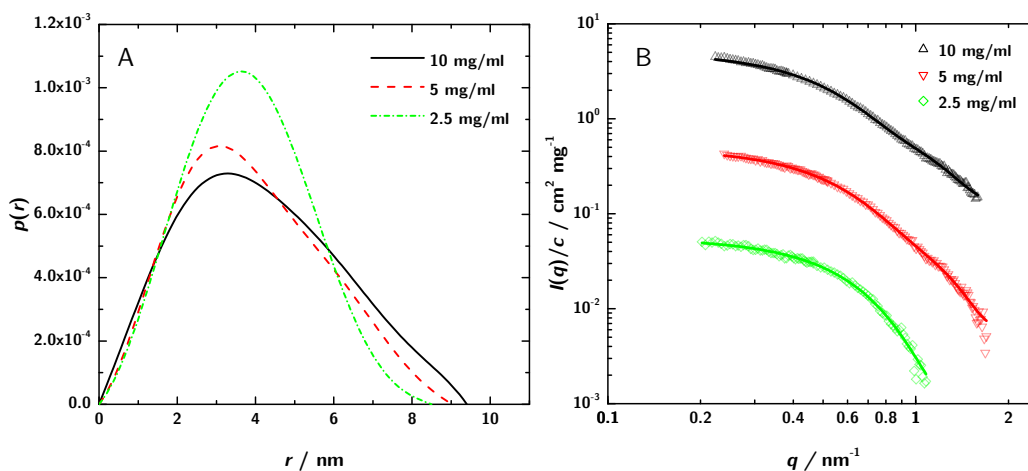 A
10 mg/ml
5 mg/ml
2.5 mg/ml
1.2x10⁻³
1.0x10⁻³
8.0x10⁻⁴
6.0x10⁻⁴
4.0x10⁻⁴
2.0x10⁻⁴
0.0
p(r)
0 2 4 6 8 10
r / nm
B
10 mg/ml
5 mg/ml
2.5 mg/ml
10¹
10⁰
10⁻¹
10⁻²
10⁻³
I(q)/c / cm² mg⁻¹
0.1 0.2 0.4 0.6 0.8 1 2
q / nm⁻¹